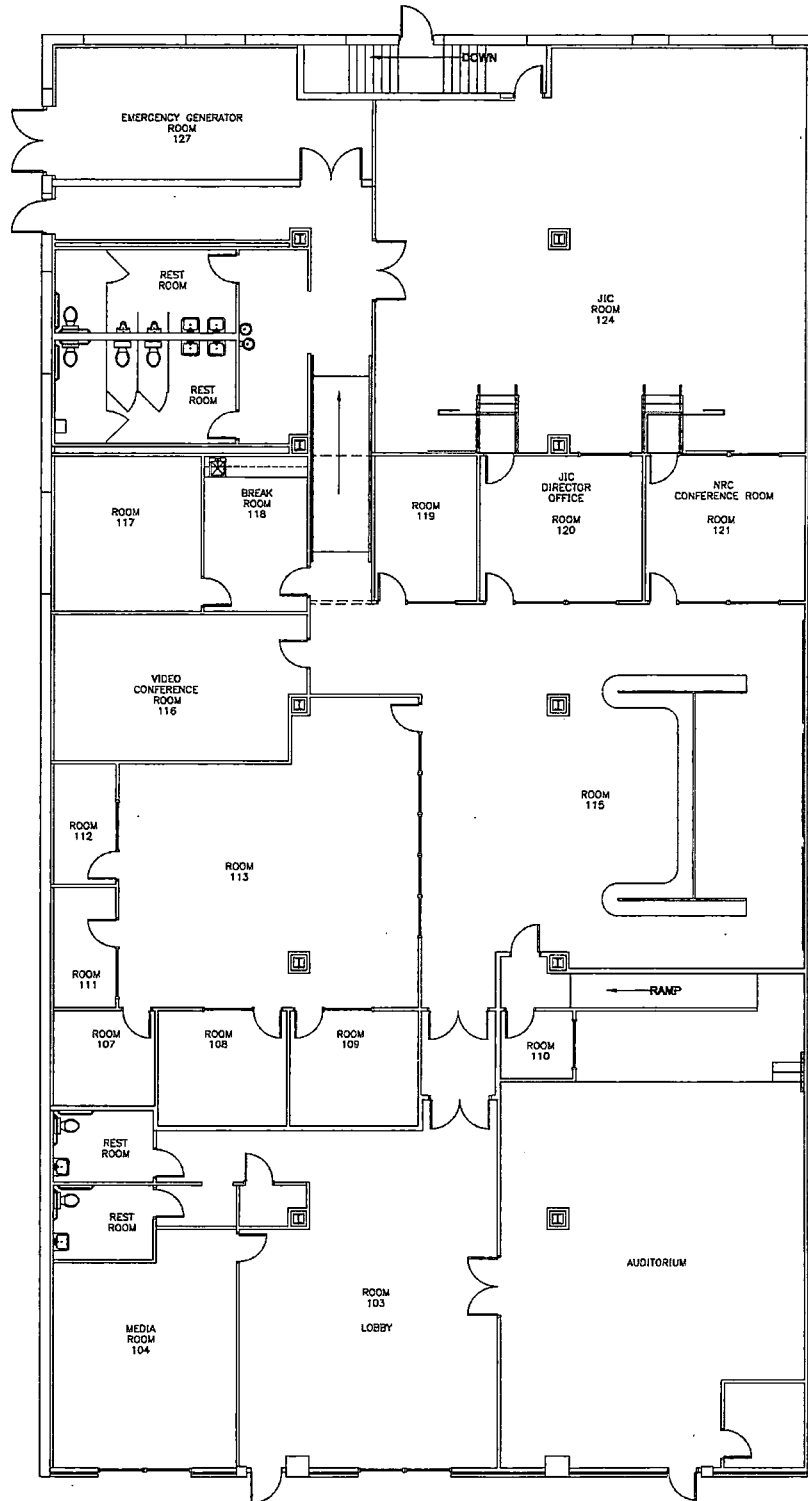 DOWN
EMERGENCY GENERATOR
ROOM
127
REST
ROOM
JIC
ROOM
124
REST
ROOM
ROOM
117
BREAK
ROOM
118
ROOM
119
JIC
DIRECTOR
OFFICE
ROOM
120
NRC
CONFERENCE ROOM
ROOM
121
VIDEO
CONFERENCE
ROOM
116
ROOM
115
ROOM
112
ROOM
113
ROOM
111
RAMP
ROOM
107
ROOM
108
ROOM
109
ROOM
110
REST
ROOM
REST
ROOM
AUDITORIUM
ROOM
103
LOBBY
MEDIA
ROOM
104